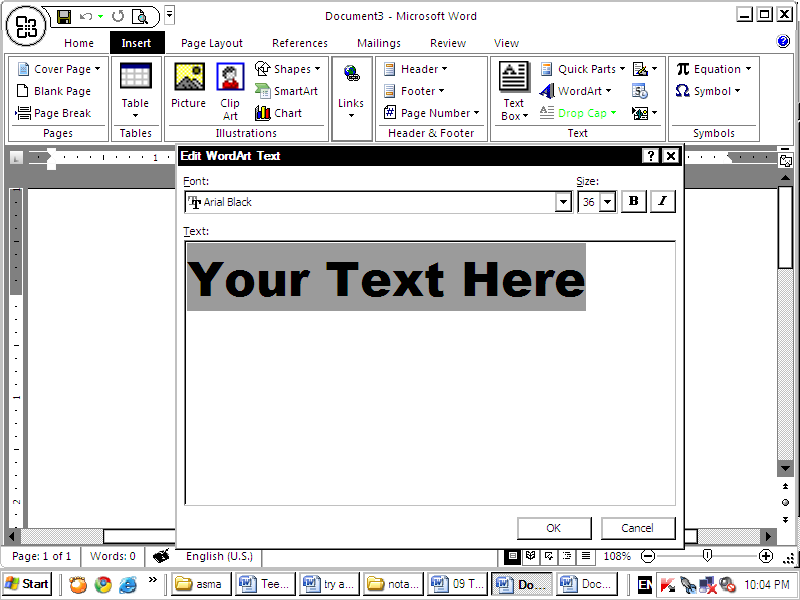 Document3 - Microsoft Word
Home Insert Page Layout References Mailings Review View
Cover Page
Blank Page
Page Break
Pages
Table
Tables
Picture
Clip
Art
Shapes
SmartArt
Chart
Illustrations
Links
Header
Footer
Page Number
Header & Footer
Text
Box
Quick Parts
WordArt
Drop Cap
Text
Equation
Symbol
Symbols
Edit WordArt Text
Font:
Size:
Arial Black
36
B
I
Text:
Your Text Here
OK
Cancel
1
1
2
Page: 1 of 1
Words: 0
English (U.S.)
108%
Start
asma
Tee...
try a...
nota...
09 T...
Do...
Doc...
EN
10:04 PM